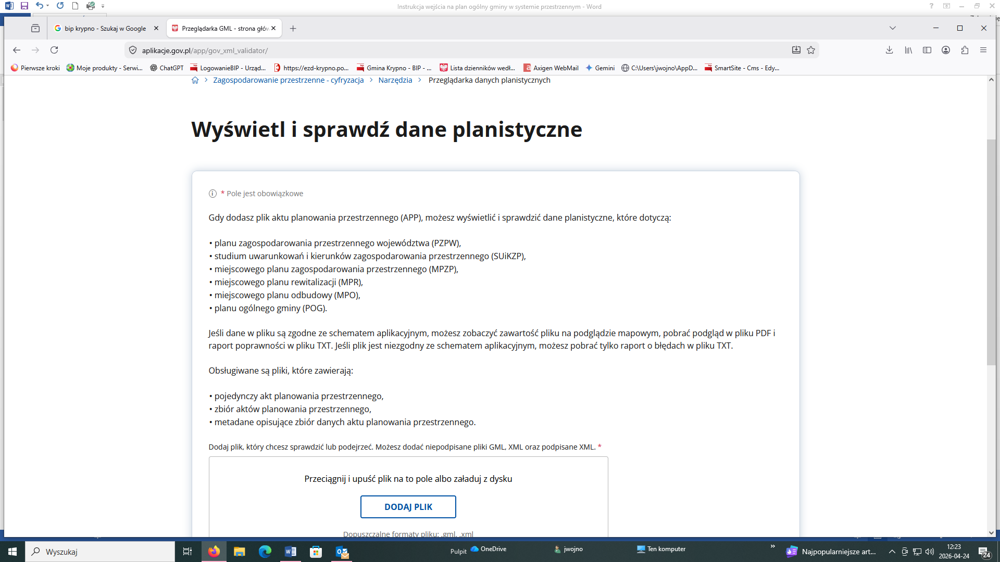 Instrukcja wejścia na plan ogólny gminy w systemie przestrzennym - Word
bip krypno - Szukaj w Google
Przeglądarka GML - strona głów
aplikacje.gov.pl/app/gov_xml_validator/
Pierwsze kroki
Moje produkty - Serwi...
ChatGPT
LogowanieBIP - Urząd...
https://ezd-krypno.po...
Gmina Krypno - BIP - ...
Lista dzienników wedł...
Axigen WebMail
Gemini
C:\Users\jwojno\AppD...
SmartSite - Cms - Edy...
Zagospodarowanie przestrzenne - cyfryzacja > Narzędzia > Przeglądarka danych planistycznych
Wyświetl i sprawdź dane planistyczne
* Pole jest obowiązkowe
Gdy dodasz plik aktu planowania przestrzennego (APP), możesz wyświetlić i sprawdzić dane planistyczne, które dotyczą:
• planu zagospodarowania przestrzennego województwa (PZPW),
• studium uwarunkowań i kierunków zagospodarowania przestrzennego (SUiKZP),
• miejscowego planu zagospodarowania przestrzennego (MPZP),
• miejscowego planu rewitalizacji (MPR),
• miejscowego planu odbudowy (MPO),
• planu ogólnego gminy (POG).
Jeśli dane w pliku są zgodne ze schematem aplikacyjnym, możesz zobaczyć zawartość pliku na podglądzie mapowym, pobrać podgląd w pliku PDF i
raport poprawności w pliku TXT. Jeśli plik jest niezgodny ze schematem aplikacyjnym, możesz pobrać tylko raport o błędach w pliku TXT.
Obsługiwane są pliki, które zawierają:
• pojedynczy akt planowania przestrzennego,
• zbiór aktów planowania przestrzennego,
• metadane opisujące zbiór danych aktu planowania przestrzennego.
Dodaj plik, który chcesz sprawdzić lub podejrzeć. Możesz dodać niepodpisane pliki GML, XML oraz podpisane XML. *
Przeciągnij i upuść plik na to pole albo załaduj z dysku
DODAJ PLIK
Dopuszczalne formaty pliku: .gml, .xml
Wyszukaj
Pulpit
OneDrive
jwojno
Ten komputer
Najpopularniejsze art...
12:23
2026-04-24
24